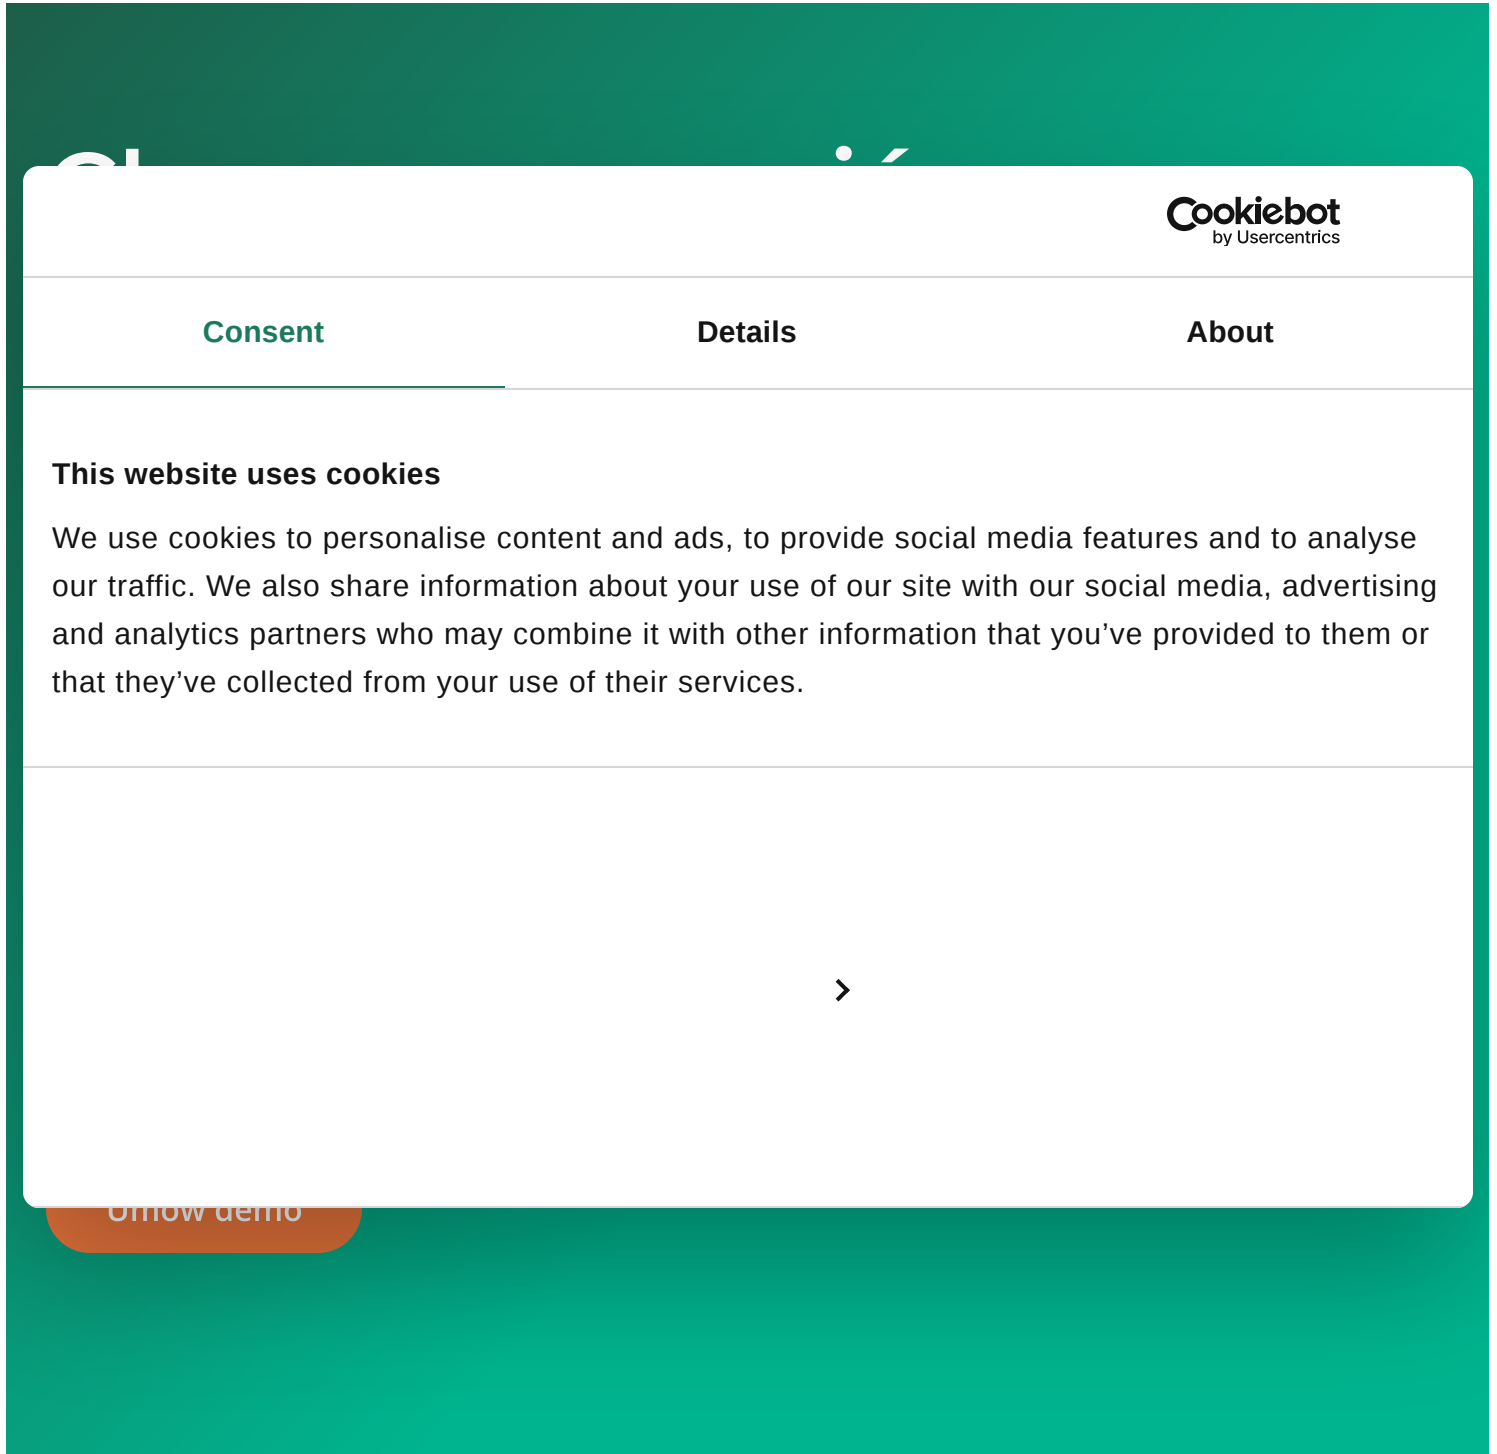 Cookiebot
by Usercentrics
Consent
Details
About
This website uses cookies
We use cookies to personalise content and ads, to provide social media features and to analyse
our traffic. We also share information about your use of our site with our social media, advertising
and analytics partners who may combine it with other information that you’ve provided to them or
that they’ve collected from your use of their services.
Umów demo